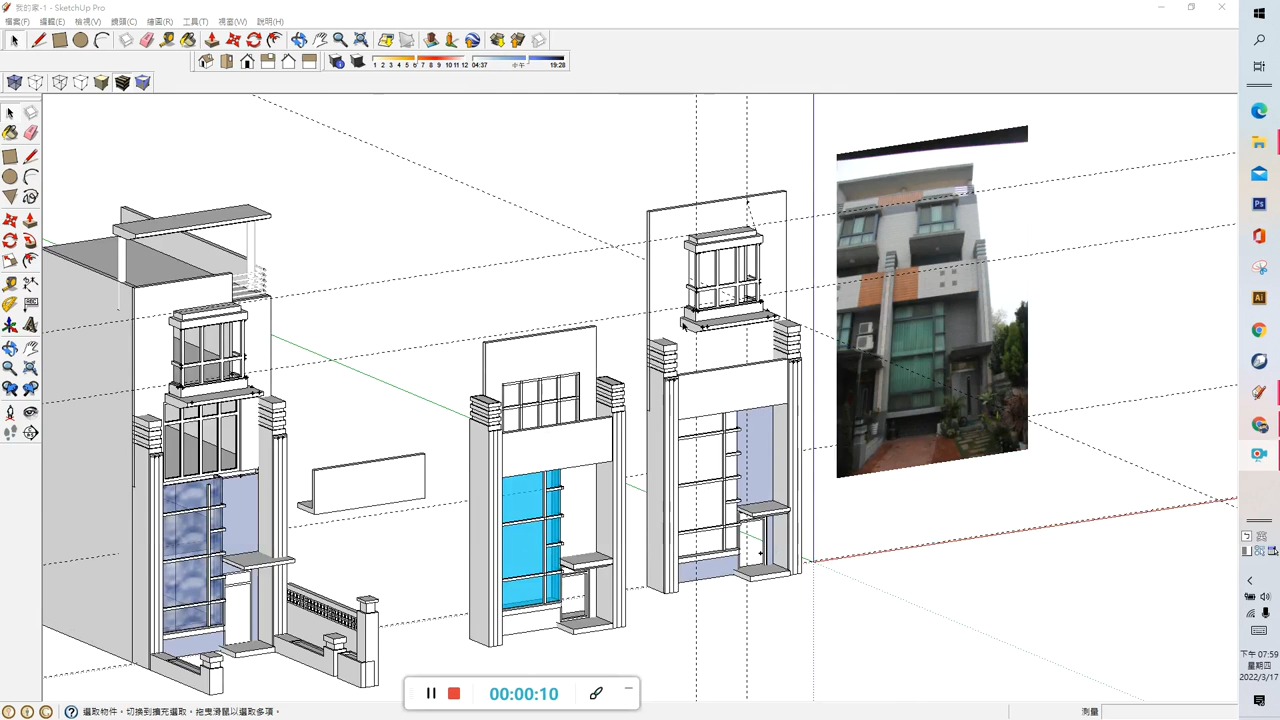 我的家-1 - SketchUp Pro
檔案(F) 編輯(E) 檢視(V) 鏡頭(C) 繪圖(R) 工具(T) 視窗(W) 說明(H)
1 2 3 4 5 6 7 8 9 10 11 12 04:37 中午 19:28
ABC
Ps
Ai
00:00:10
下午 07:59
星期四
2022/3/17
選取物件。切換到擴充選取。拖曳滑鼠以選取多項。 測量